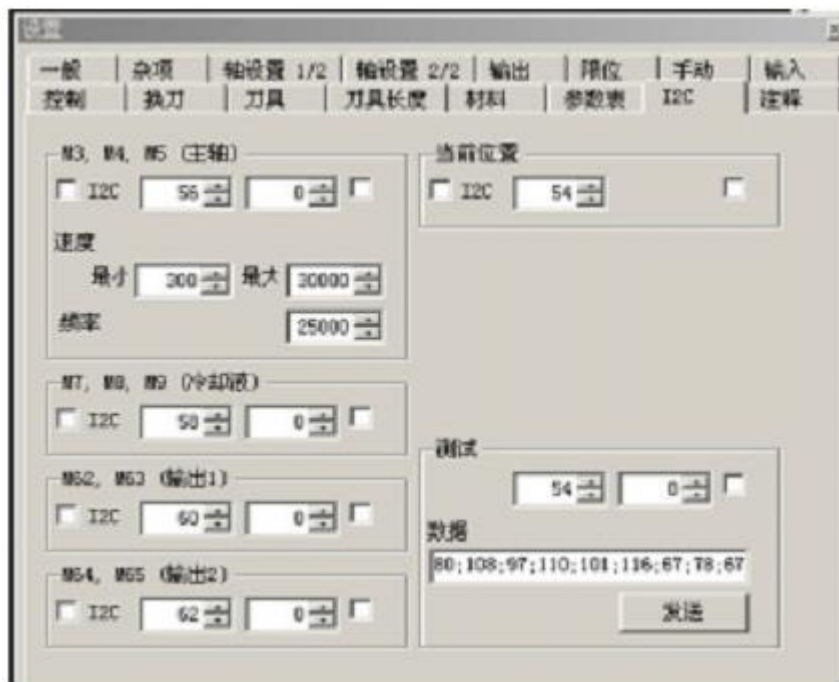 设置
一般 杂项 轴设置 1/2 轴设置 2/2 输出 限位 手动 输入
控制 换刀 刀具 刀具长度 材料 参数表 I2C 注释
M3, M4, M5 (主轴)
I2C 56 0
速度
最小 300 最大 30000
频率 25000
M7, M8, M9 (冷却液)
I2C 58 0
M62, M63 (输出1)
I2C 60 0
M64, M65 (输出2)
I2C 62 0
当前位置
I2C 54
测试
54 0
数据
80;108;97;110;101;116;67;78;67
发送